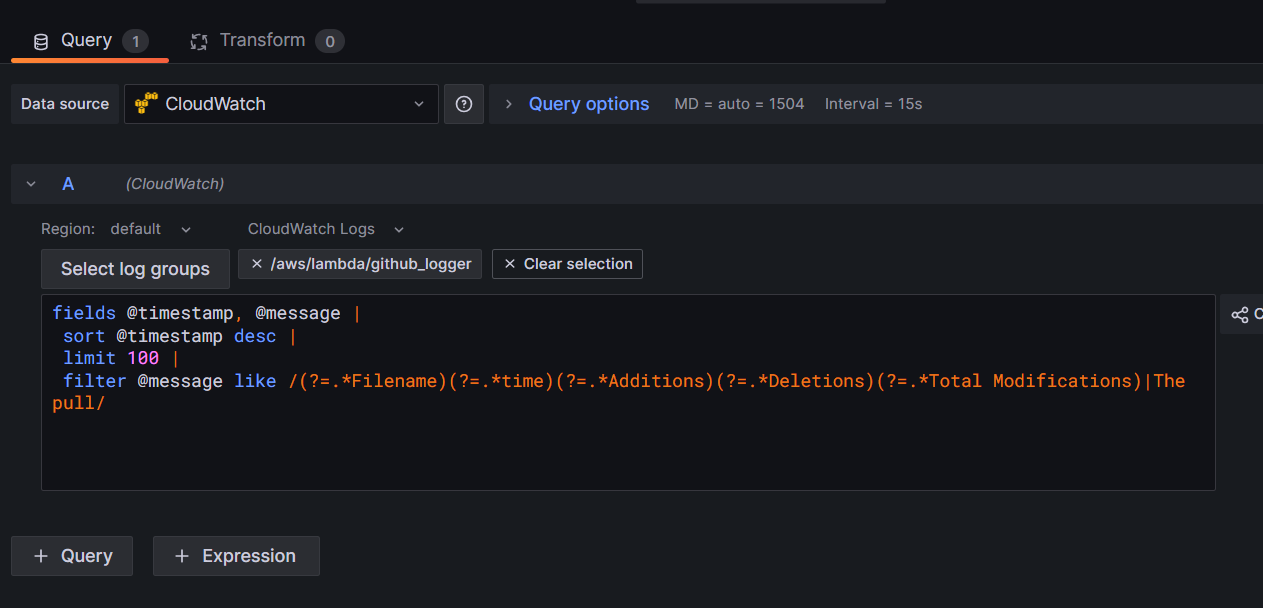 Query 1 Transform 0
Data source CloudWatch Query options MD = auto = 1504 Interval = 15s
A (CloudWatch)
Region: default CloudWatch Logs
Select log groups × /aws/lambda/github_logger × Clear selection
fields @timestamp, @message |
sort @timestamp desc |
limit 100 |
filter @message like /(?=.*Filename)(?=.*time)(?=.*Additions)(?=.*Deletions)(?=.*Total Modifications)|The
pull/
+ Query + Expression